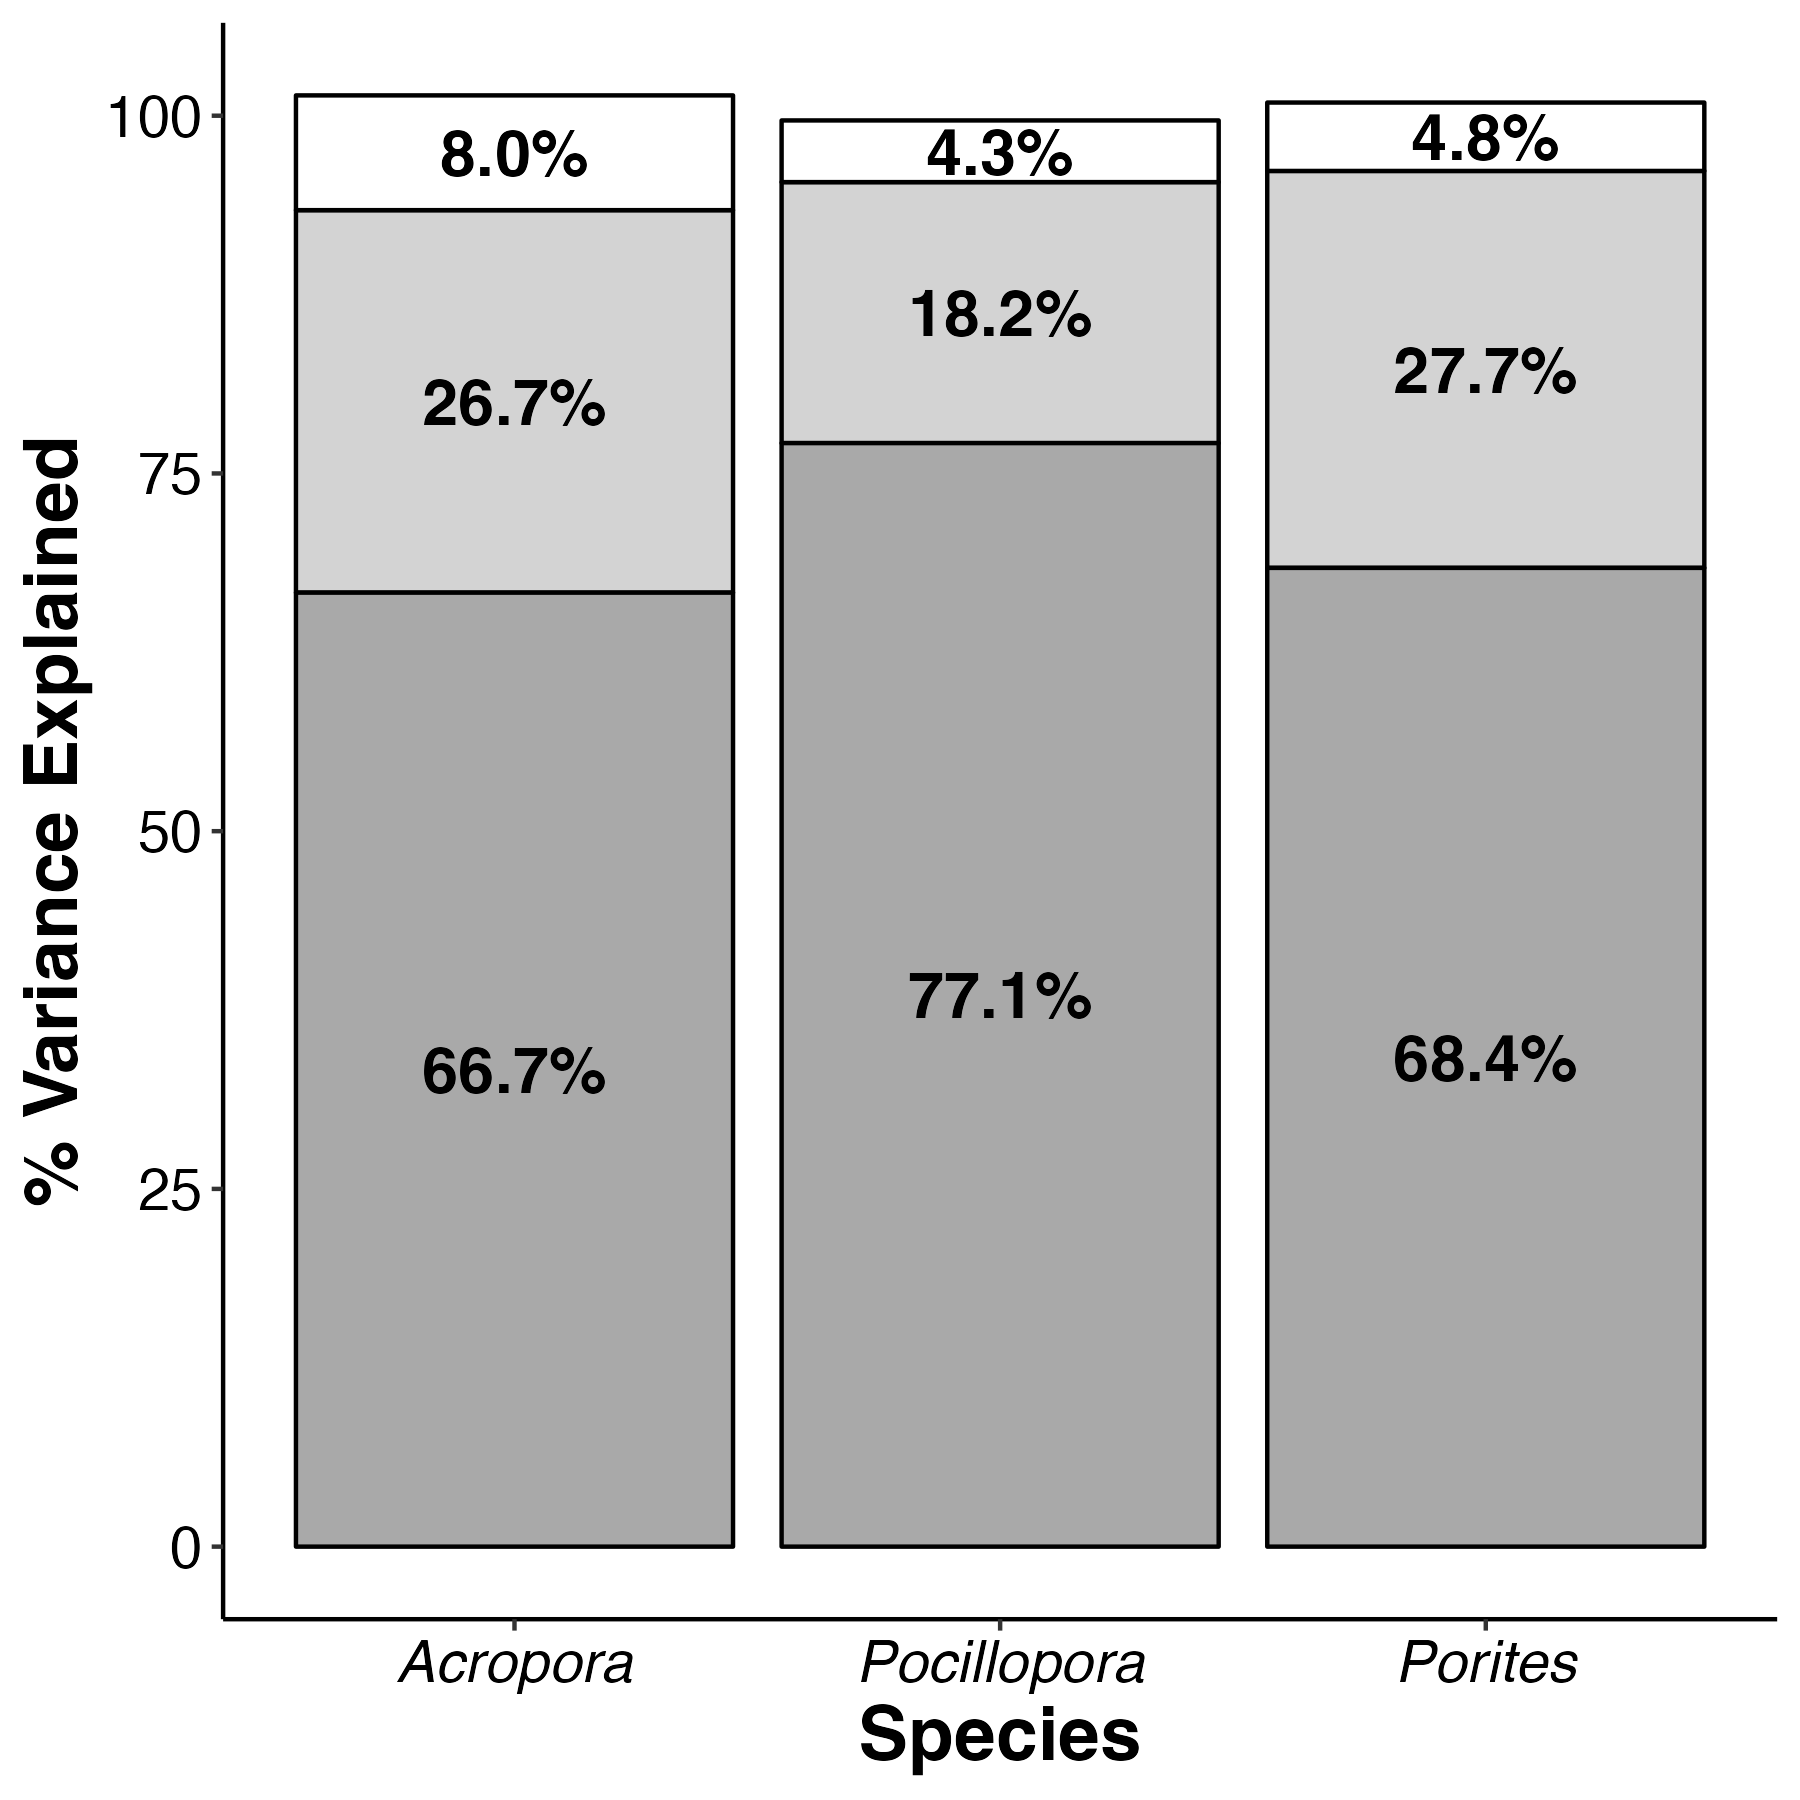 % Variance Explained
100
75
50
25
0
8.0%
4.3%
4.8%
26.7%
18.2%
27.7%
66.7%
77.1%
68.4%
Acropora
Pocillopora
Porites
Species